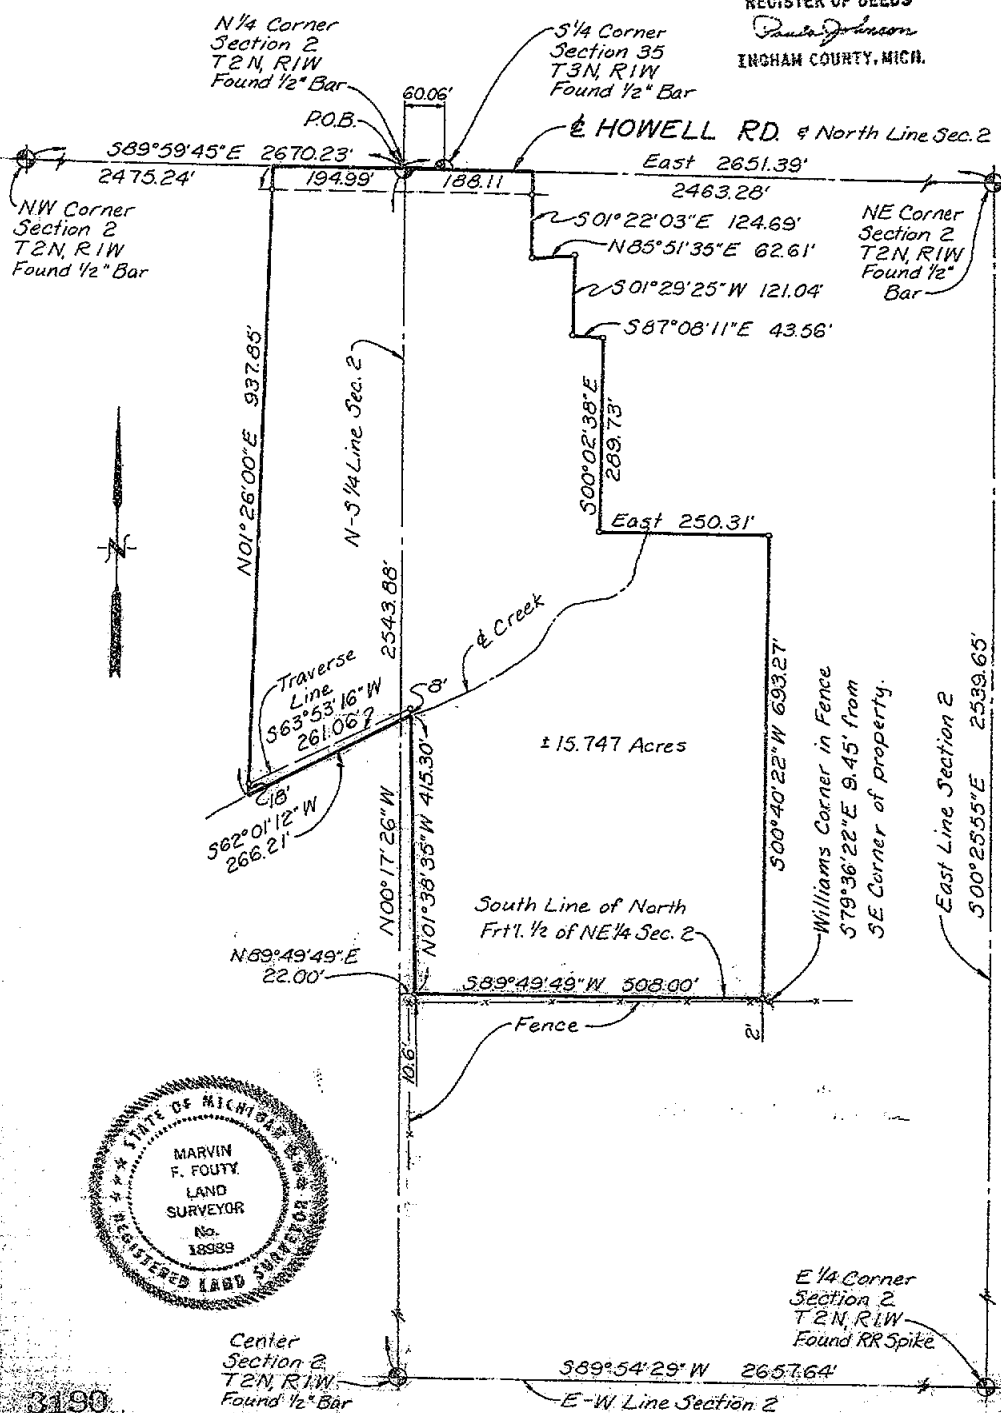 REGISTER OF DEEDS
Paula Johnson
INGHAM COUNTY, MICH.
N 1/4 Corner
Section 2
T2N, R1W
Found 1/2" Bar
S 1/4 Corner
Section 35
T3N, R1W
Found 1/2" Bar
60.06'
P.O.B.
℄ HOWELL RD. & North Line Sec. 2
S89°59'45"E 2670.23'
East 2651.39'
2475.24'
194.99'
188.11
2463.28'
NW Corner
Section 2
T2N, R1W
Found 1/2" Bar
NE Corner
Section 2
T2N, R1W
Found 1/2"
Bar
S01°22'03"E 124.69'
N85°51'35"E 62.61'
S01°29'25"W 121.04'
S87°08'11"E 43.56'
N01°26'00"E 937.85'
N-S 1/4 Line Sec. 2
2543.88'
N00°17'26"W
S00°02'38"E
289.73'
East 250.31'
N
℄ Creek
Traverse
Line
S63°53'16"W
261.06'?
8'
18'
S62°01'12"W
266.21'
± 15.747 Acres
N01°38'35"W 415.30'
S00°40'22"W 693.27'
Williams Corner in Fence
S79°36'22"E 9.45' from
SE Corner of property.
East Line Section 2
S00°25'55"E 2539.65'
South Line of North
Frt'l. 1/2 of NE 1/4 Sec. 2
N89°49'49"E
22.00'
S89°49'49"W 508.00'
Fence
2'
10.6'
STATE OF MICHIGAN
MARVIN
F. FOUTY
LAND
SURVEYOR
No.
18989
REGISTERED LAND SURVEYOR
E 1/4 Corner
Section 2
T2N, R1W
Found RR Spike
Center
Section 2
T2N, R1W
Found 1/2" Bar
S89°54'29"W 2657.64'
E-W Line Section 2
3190